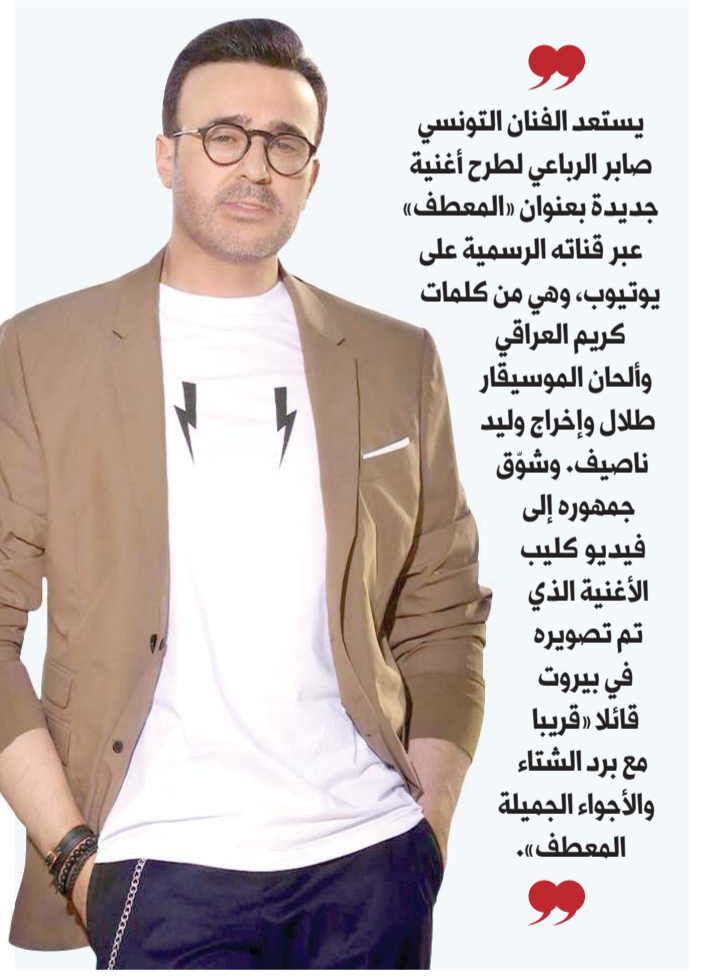 يستعد الفنان التونسي
صابر الرباعي لطرح أغنية
جديدة بعنوان «المعطف»
عبر قناته الرسمية على
يوتيوب، وهي من كلمات
كريم العراقي
وألحان الموسيقار
طلال وإخراج وليد
ناصيف. وشوّق
جمهوره إلى
فيديو كليب
الأغنية الذي
تم تصويره
في بيروت
قائلا «قريبا
مع برد الشتاء
والأجواء الجميلة
المعطف».